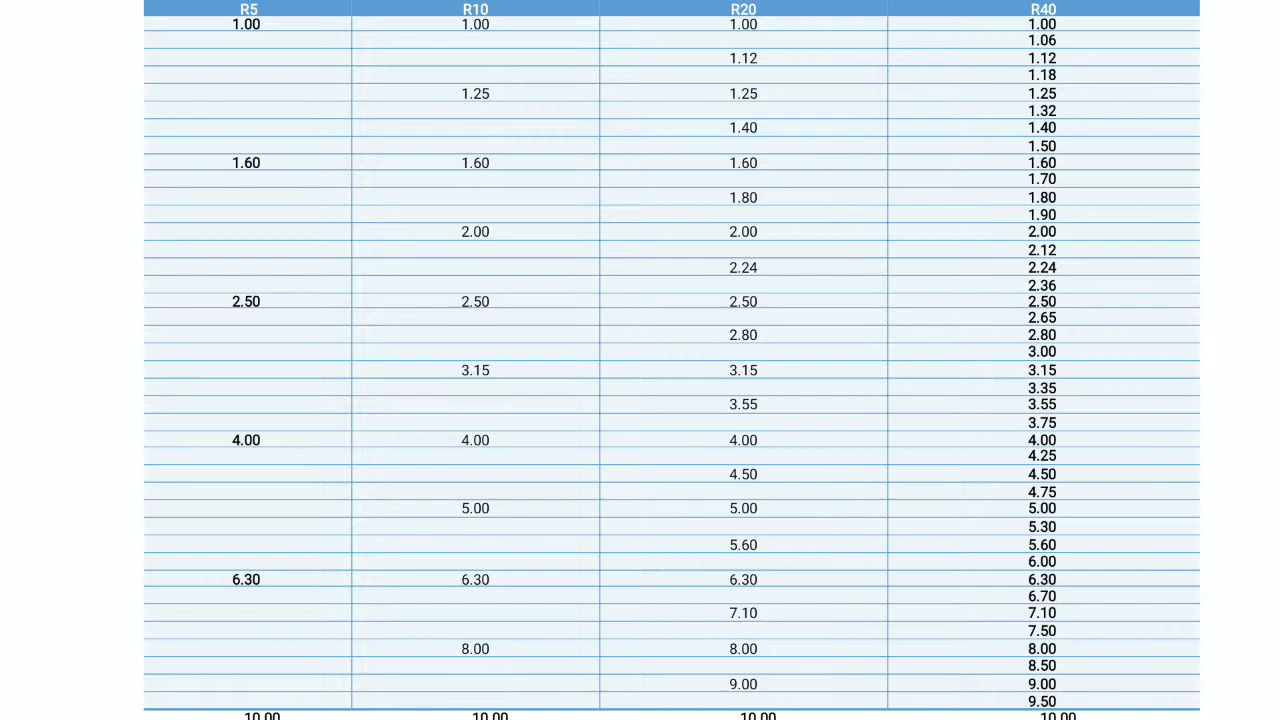 R5 R10 R20 R40
1.00 1.00 1.00 1.00
1.06
1.12 1.12
1.18
1.25 1.25 1.25
1.32
1.40 1.40
1.50
1.60 1.60 1.60 1.60
1.70
1.80 1.80
1.90
2.00 2.00 2.00
2.12
2.24 2.24
2.36
2.50 2.50 2.50 2.50
2.65
2.80 2.80
3.00
3.15 3.15 3.15
3.35
3.55 3.55
3.75
4.00 4.00 4.00 4.00
4.25
4.50 4.50
4.75
5.00 5.00 5.00
5.30
5.60 5.60
6.00
6.30 6.30 6.30 6.30
6.70
7.10 7.10
7.50
8.00 8.00 8.00
8.50
9.00 9.00
9.50
10.00 10.00 10.00 10.00